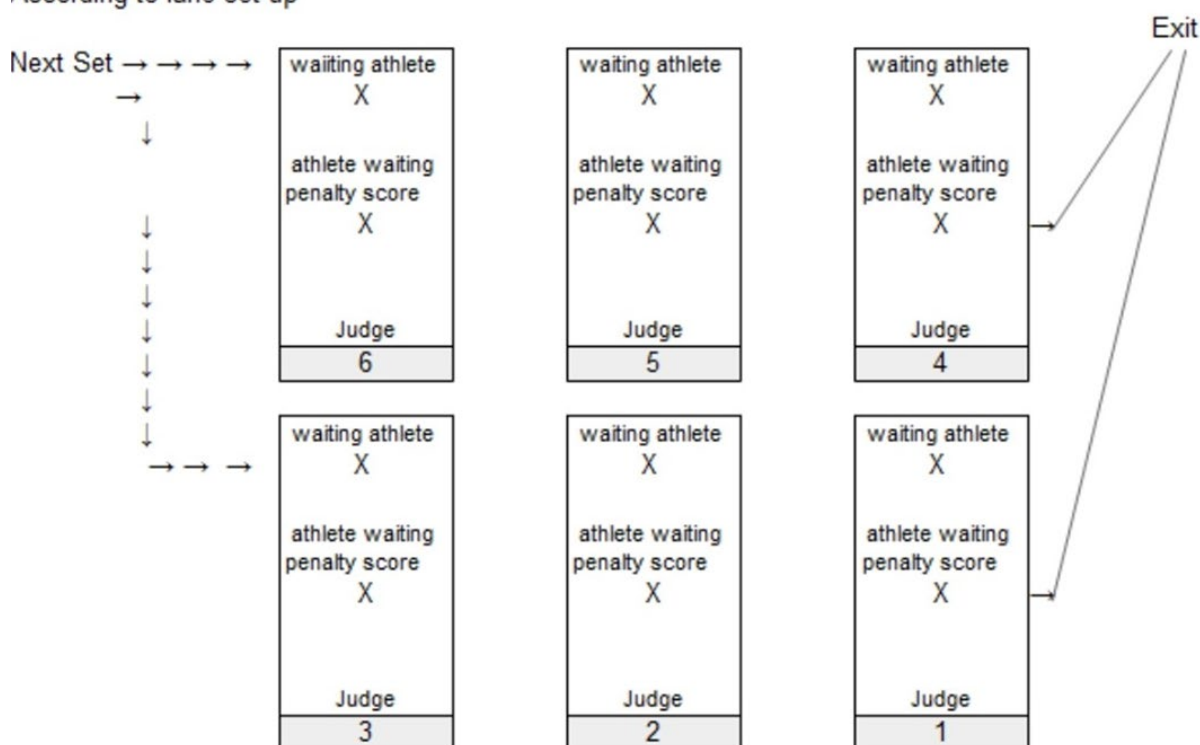 Exit
Next Set → → → → waiiting athlete waiting athlete waiting athlete
→ X X X
↓
athlete waiting athlete waiting athlete waiting
penalty score penalty score penalty score
↓ X X X →
↓
↓
↓ Judge Judge Judge
↓ 6 5 4
↓
↓ waiting athlete waiting athlete waiting athlete
→ → → X X X
athlete waiting athlete waiting athlete waiting
penalty score penalty score penalty score
X X X →
Judge Judge Judge
3 2 1